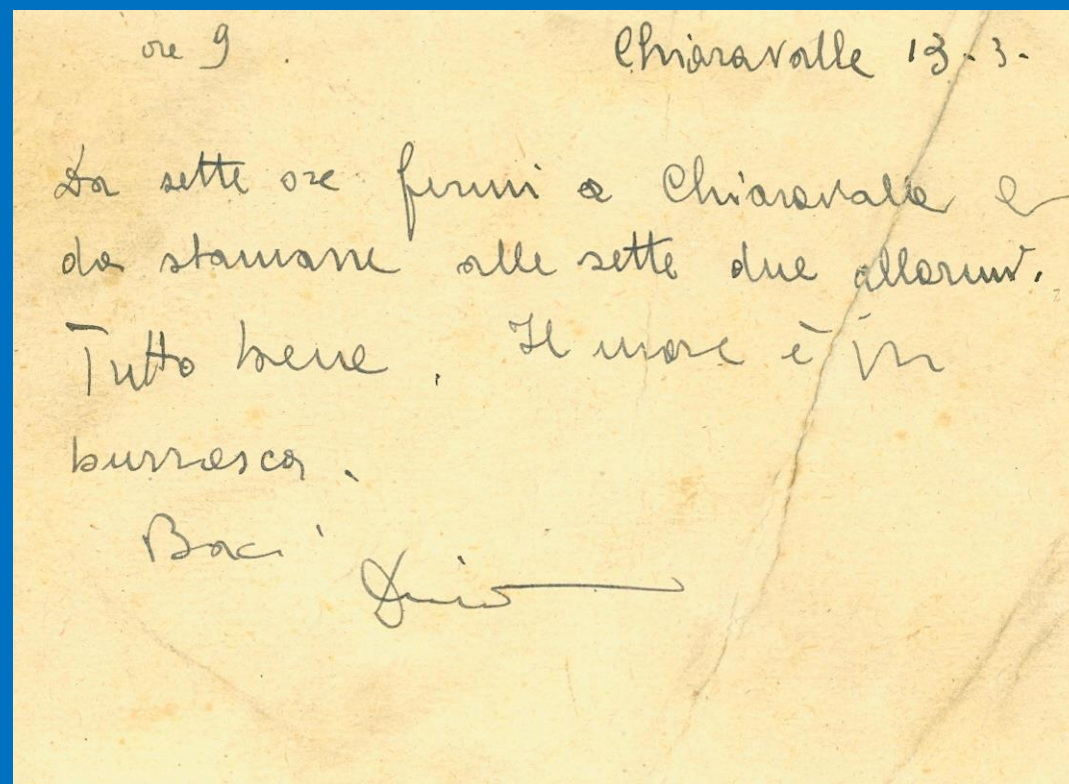 ore 9. Chiaravalle 13-3-
Da sette ore fermi a Chiaravalle e
da stamane alle sette due allarmi.
Tutto bene. Il mare è in
burrasca.
Baci